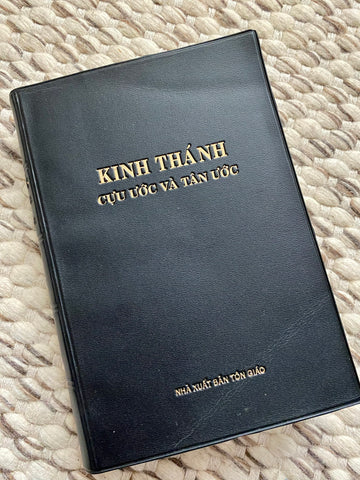 KINH THÁNH
CỰU ƯỚC VÀ TÂN ƯỚC
NHÀ XUẤT BẢN TÔN GIÁO